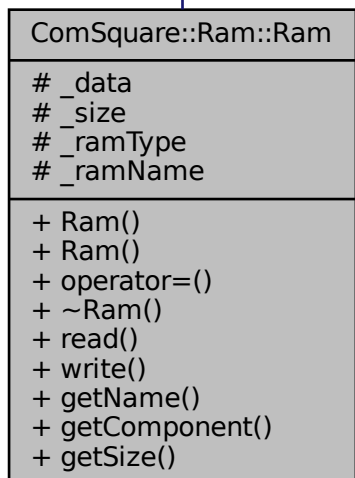 ComSquare::Ram::Ram
# _data
# _size
# _ramType
# _ramName
+ Ram()
+ Ram()
+ operator=()
+ ~Ram()
+ read()
+ write()
+ getName()
+ getComponent()
+ getSize()